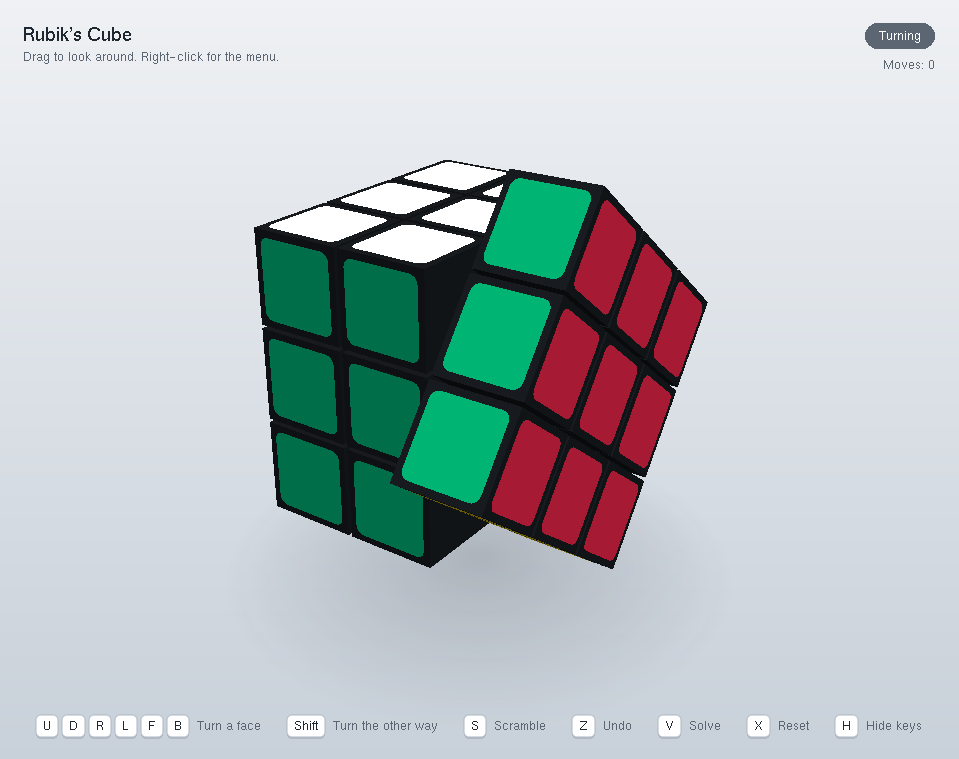 Rubik's Cube
Drag to look around. Right-click for the menu.
Turning
Moves: 0
U D R L F B Turn a face Shift Turn the other way S Scramble Z Undo V Solve X Reset H Hide keys